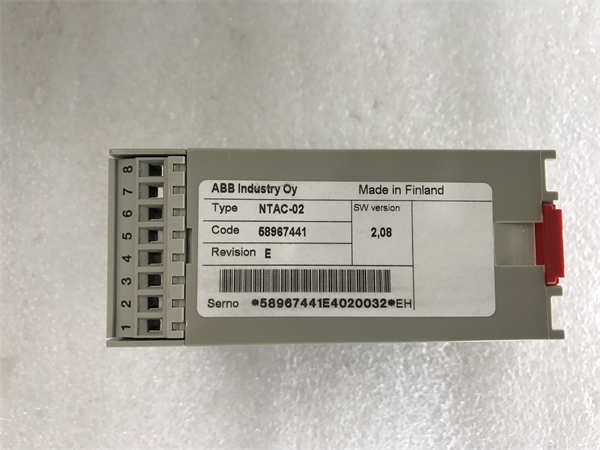 ABB Industry Oy Made in Finland
Type NTAC-02 SW version
Code 58967441 2,08
Revision E
Serno *58967441E4020032*EH
8
7
6
5
4
3
2
1